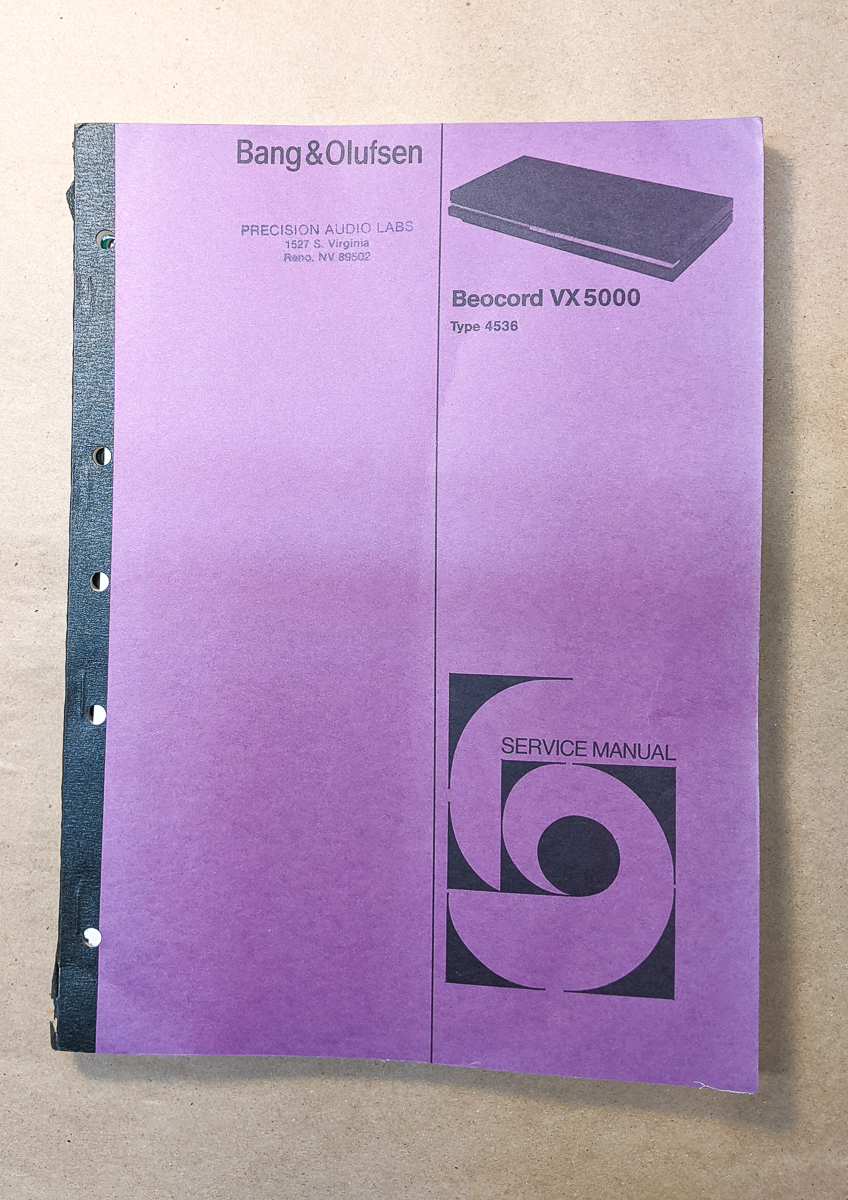 Bang&Olufsen
PRECISION AUDIO LABS
1527 S. Virginia
Reno, NV 89502
Beocord VX5000
Type 4536
SERVICE MANUAL